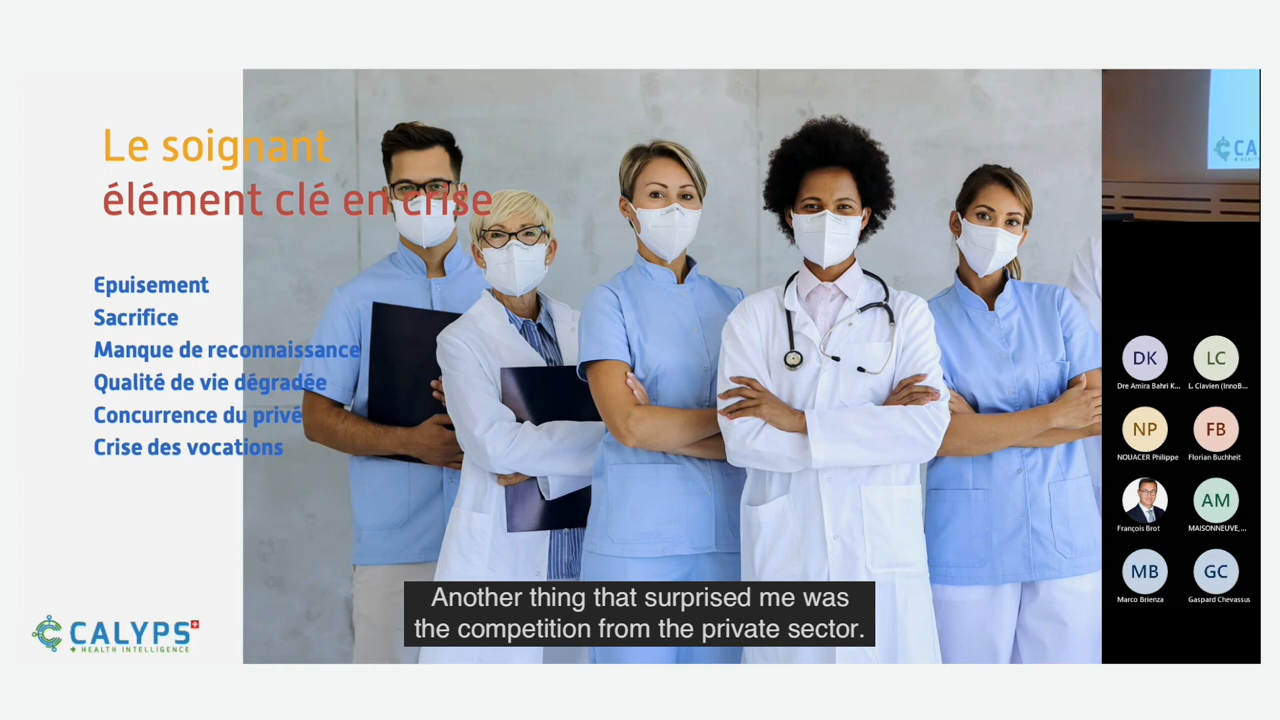 Le soignant
élément clé en crise
Epuisement
Sacrifice
Manque de reconnaissance
Qualité de vie dégradée
Concurrence du privé
Crise des vocations
CALYPS
HEALTH INTELLIGENCE
Another thing that surprised me was
the competition from the private sector.
CA
HEALTH
DK
LC
Dre Amira Bahri K...
L. Clavien (InnoB...
NP
FB
NOUACER Philippe
Florian Buchheit
AM
François Brot
MAISONNEUVE,...
MB
GC
Marco Brienza
Gaspard Chevassus